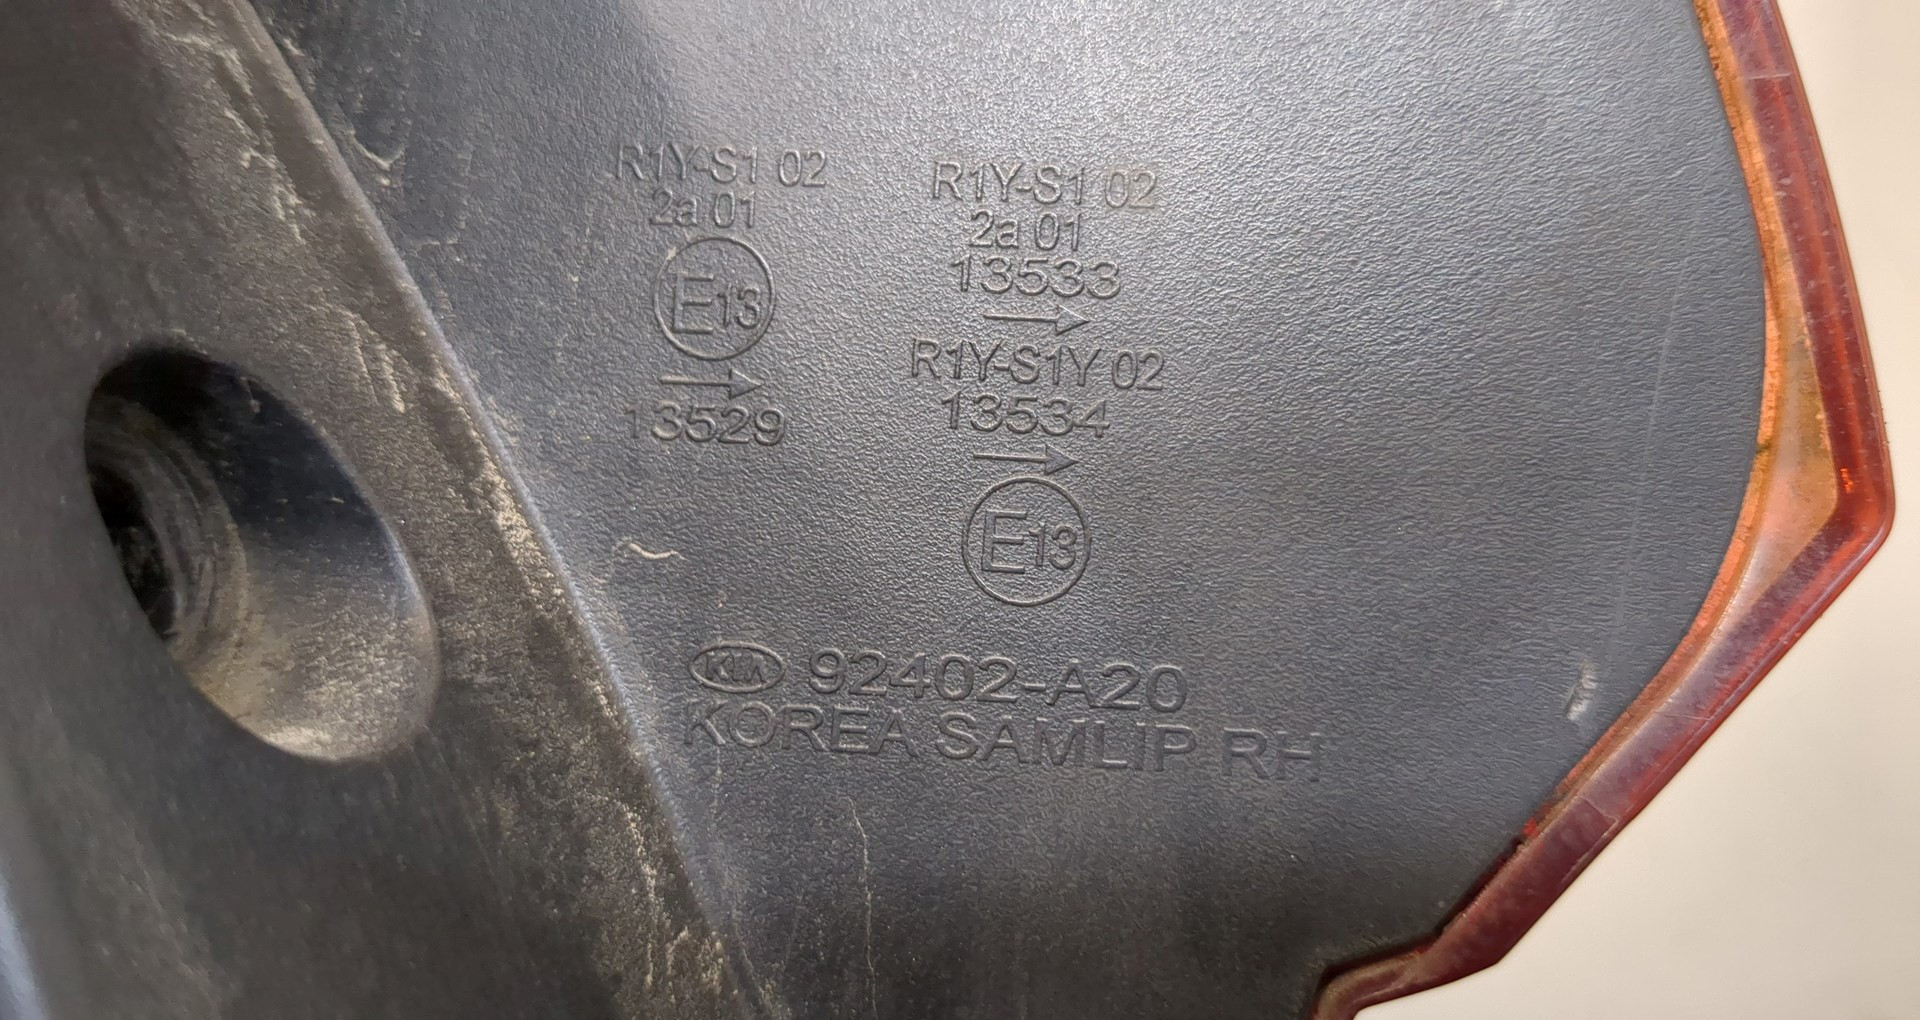 R1Y-S1 02
2a 01
E13
→
13529
R1Y-S1 02
2a 01
13533
→
R1Y-S1Y 02
13534
→
E13
KIA 92402-A20
KOREA SAMLIP RH